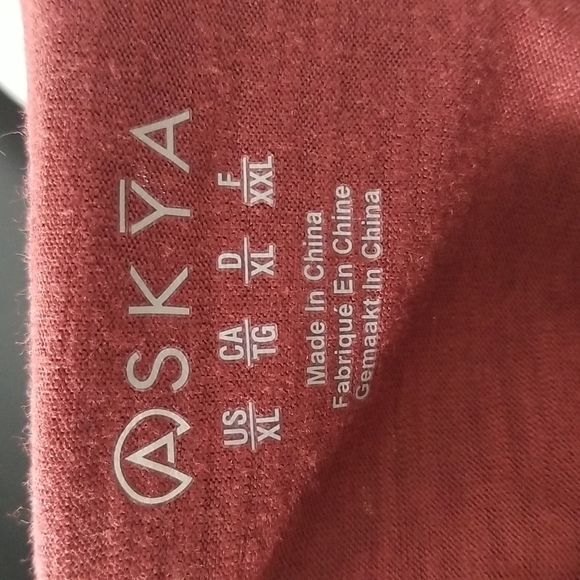 ASKYA
US CA D F
XL TG XL XXL
Made In China
Fabriqué En Chine
Gemaakt In China